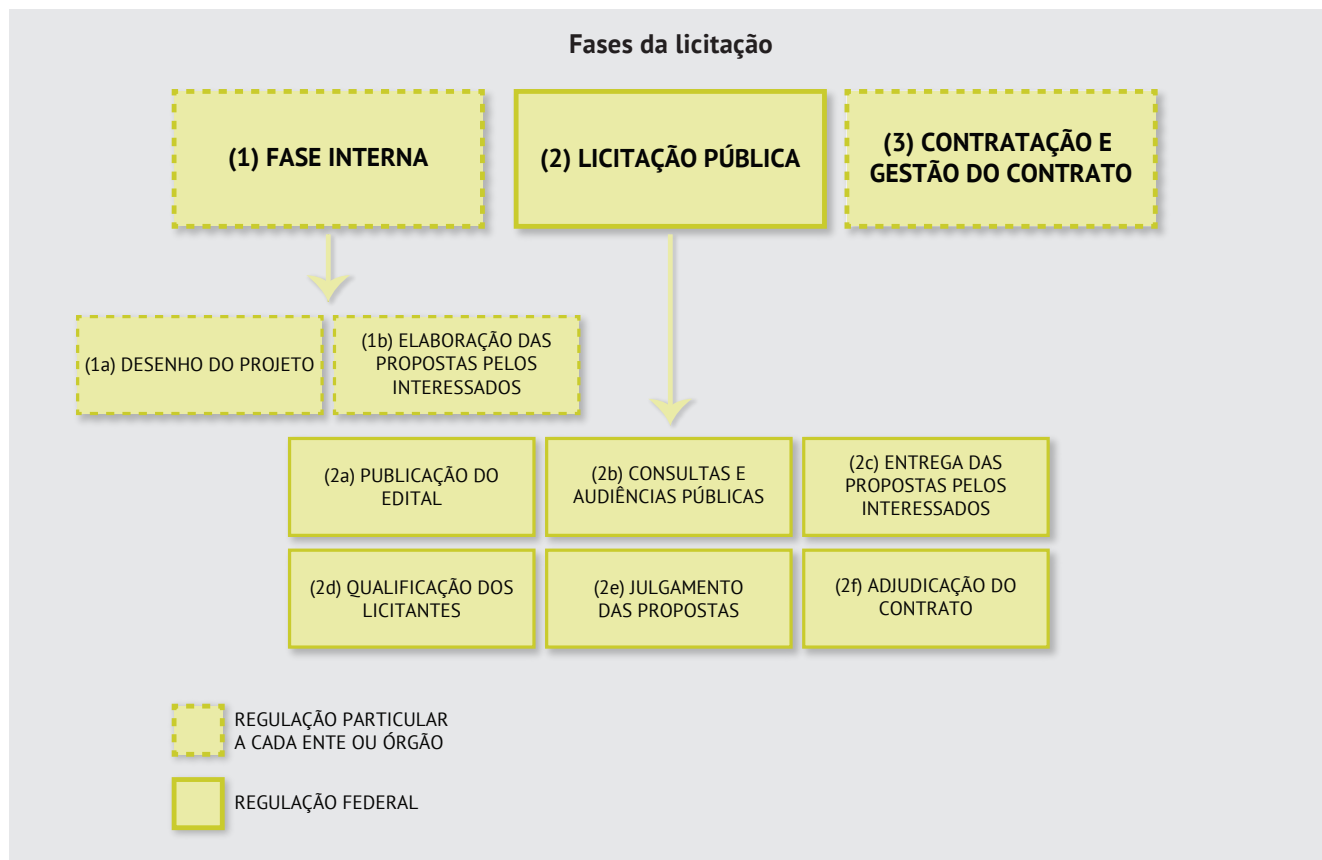 Fases da licitação
(1) FASE INTERNA
(2) LICITAÇÃO PÚBLICA
(3) CONTRATAÇÃO E
GESTÃO DO CONTRATO
(1a) DESENHO DO PROJETO
(1b) ELABORAÇÃO DAS
PROPOSTAS PELOS
INTERESSADOS
(2a) PUBLICAÇÃO DO
EDITAL
(2b) CONSULTAS E
AUDIÊNCIAS PÚBLICAS
(2c) ENTREGA DAS
PROPOSTAS PELOS
INTERESSADOS
(2d) QUALIFICAÇÃO DOS
LICITANTES
(2e) JULGAMENTO
DAS PROPOSTAS
(2f) ADJUDICAÇÃO DO
CONTRATO
REGULAÇÃO PARTICULAR
A CADA ENTE OU ÓRGÃO
REGULAÇÃO FEDERAL